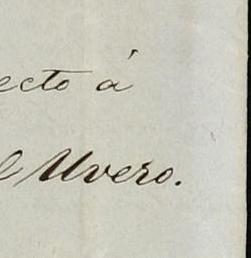 ecto á
l Uvero.